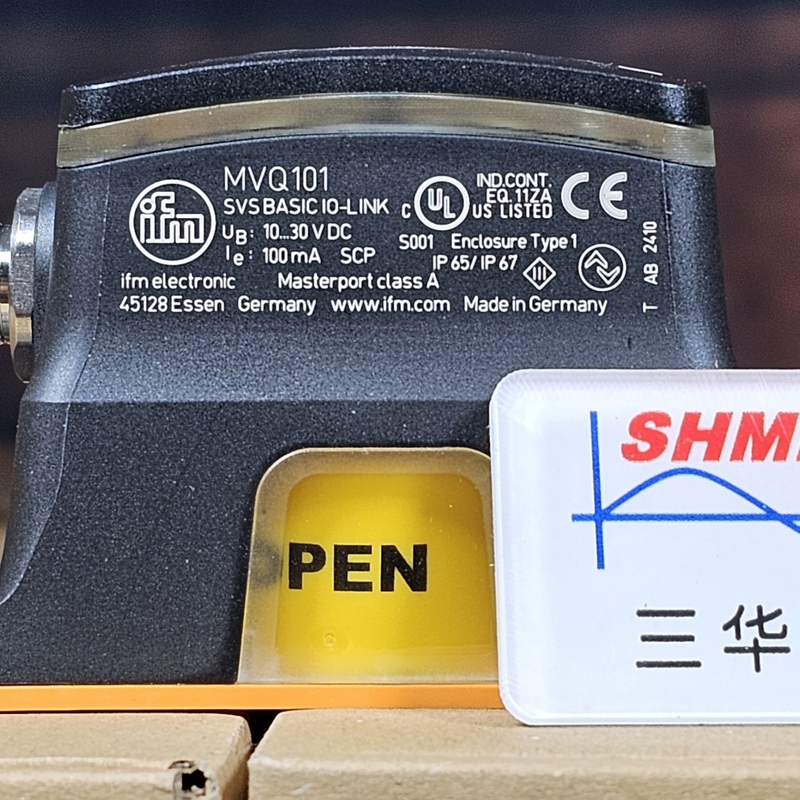 MVQ101
SVS BASIC IO-LINK
UB: 10...30 V DC
Ie: 100 mA SCP
ifm
ifm electronic Masterport class A
45128 Essen Germany www.ifm.com Made in Germany
c UL US LISTED
IND.CONT.
EQ. 11ZA
CE
S001 Enclosure Type 1
IP 65 / IP 67
III
T AB 2410
PEN
SHM
三华